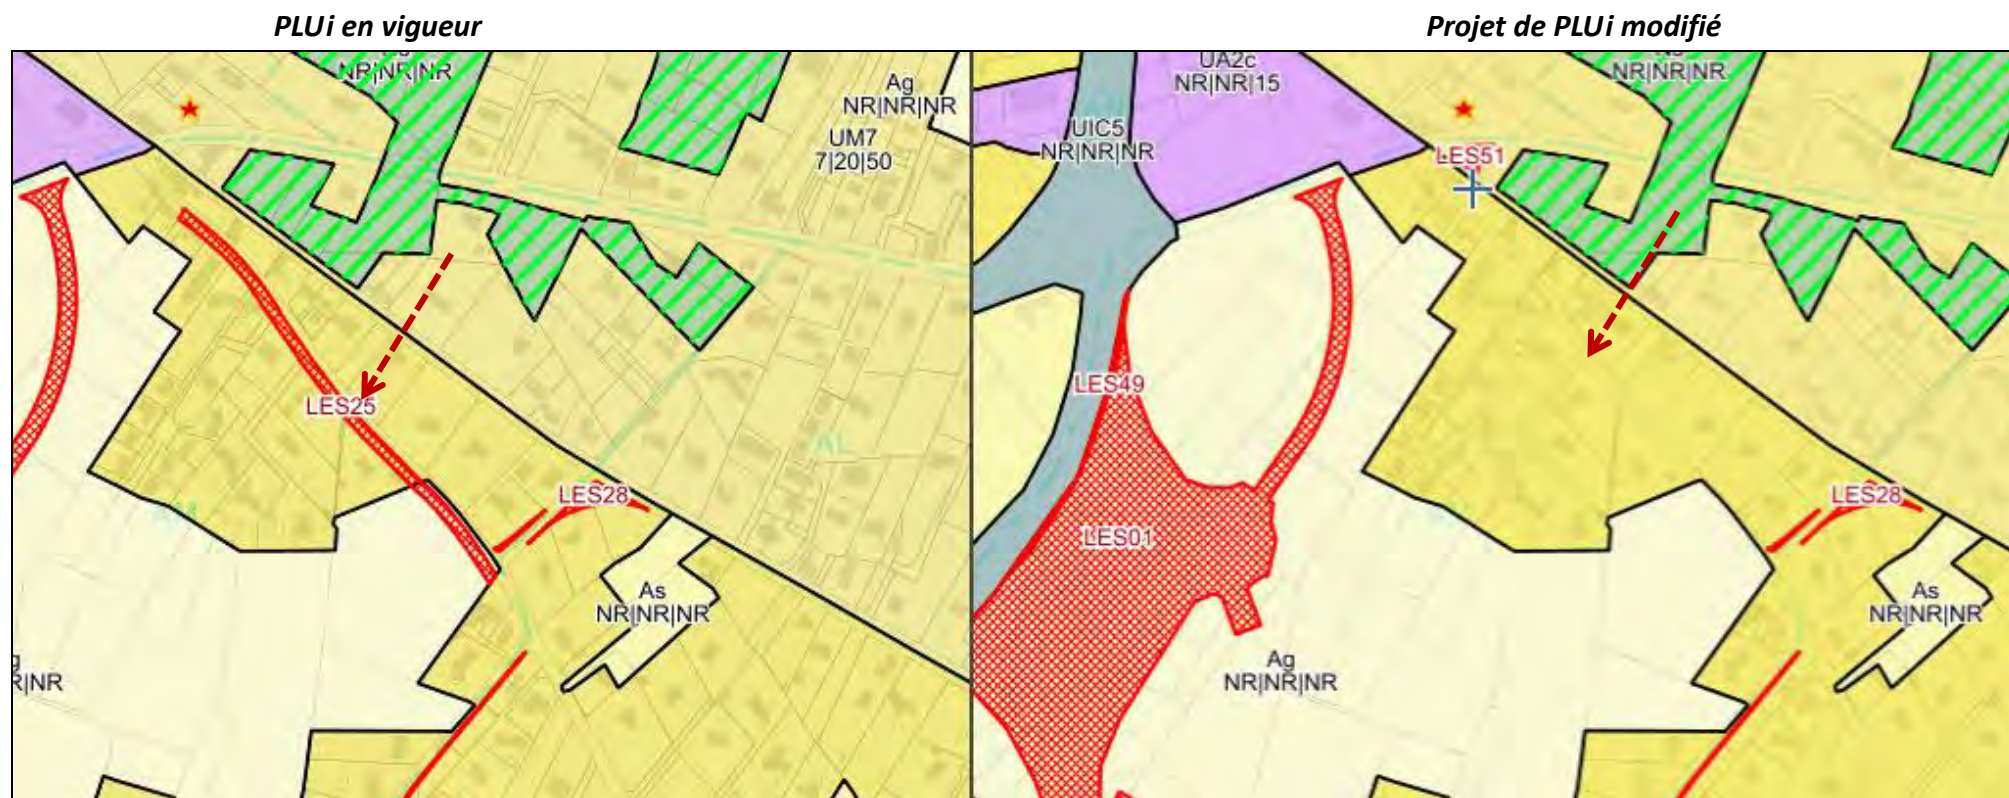 PLUi en vigueur
Projet de PLUi modifié
NR|NR|NR
Ag
NR|NR|NR
UM7
7|20|50
LES25
LES28
As
NR|NR|NR
R|NR
UA2c
NR|NR|15
NR|NR|NR
UIC5
NR|NR|NR
LES51
LES49
LES01
LES28
As
NR|NR|NR
Ag
NR|NR|NR